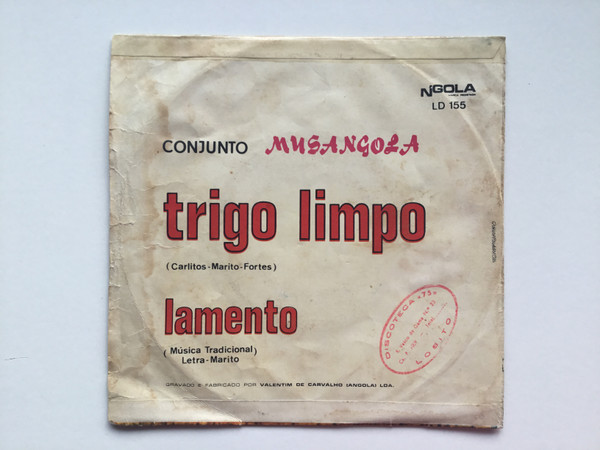 NGOLA
LD 155
CONJUNTO MUSANGOLA
trigo limpo
(Carlitos-Marito-Fortes)
lamento
(Música Tradicional)
Letra-Marito
DISCOTECA «73»
LOBITO
GRAVADO E FABRICADO POR VALENTIM DE CARVALHO (ANGOLA) LDA.